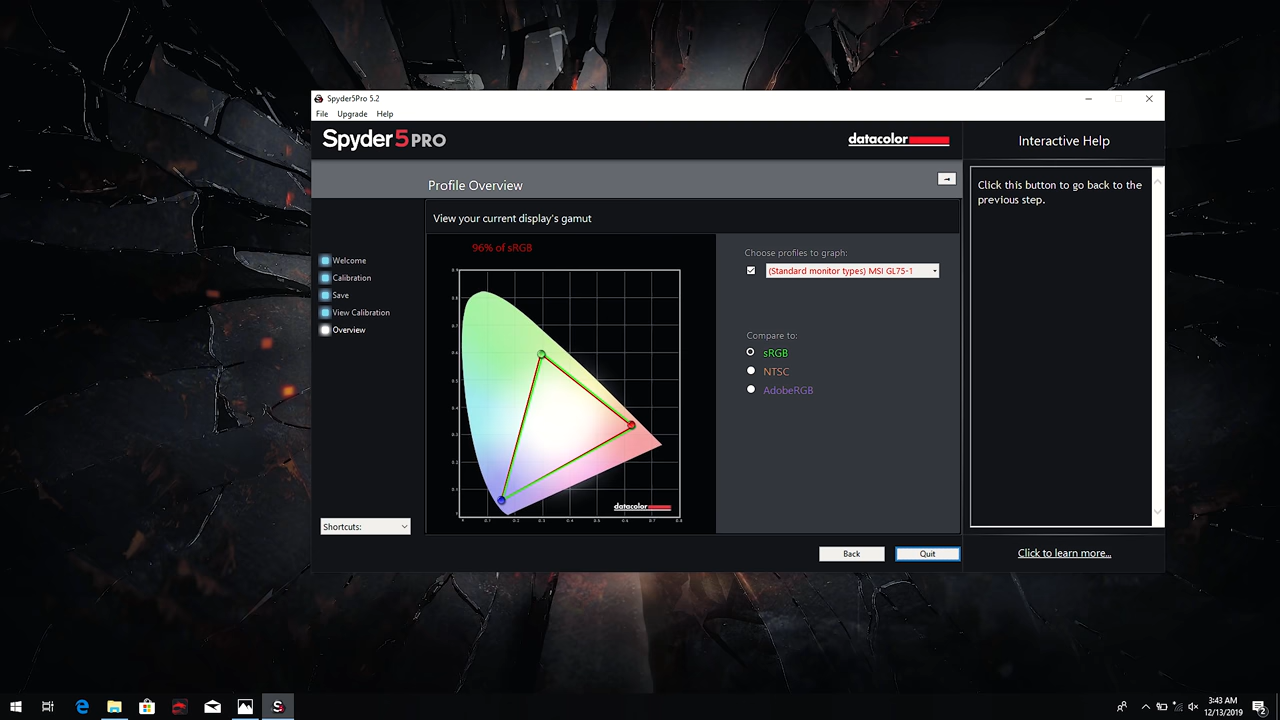 Spyder5Pro 5.2
File Upgrade Help
Spyder5PRO
datacolor
Interactive Help
Profile Overview
Click this button to go back to the
previous step.
View your current display's gamut
96% of sRGB
Choose profiles to graph:
(Standard monitor types) MSI GL75-1
Welcome
Calibration
Save
View Calibration
Overview
Compare to:
sRGB
NTSC
AdobeRGB
datacolor
Shortcuts:
Back
Quit
Click to learn more...
3:43 AM
12/13/2019
2